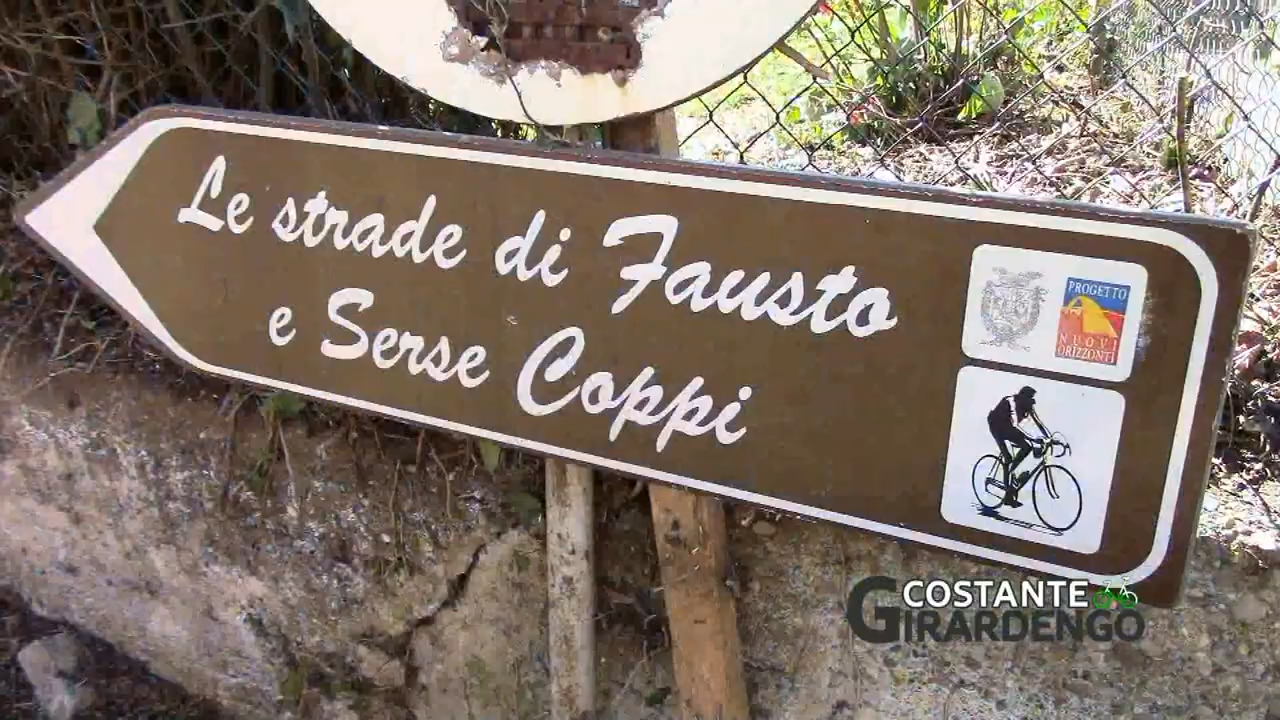 Le strade di Fausto
e Serse Coppi
PROGETTO
NUOVI
ORIZZONTI
COSTANTE
GIRARDENGO